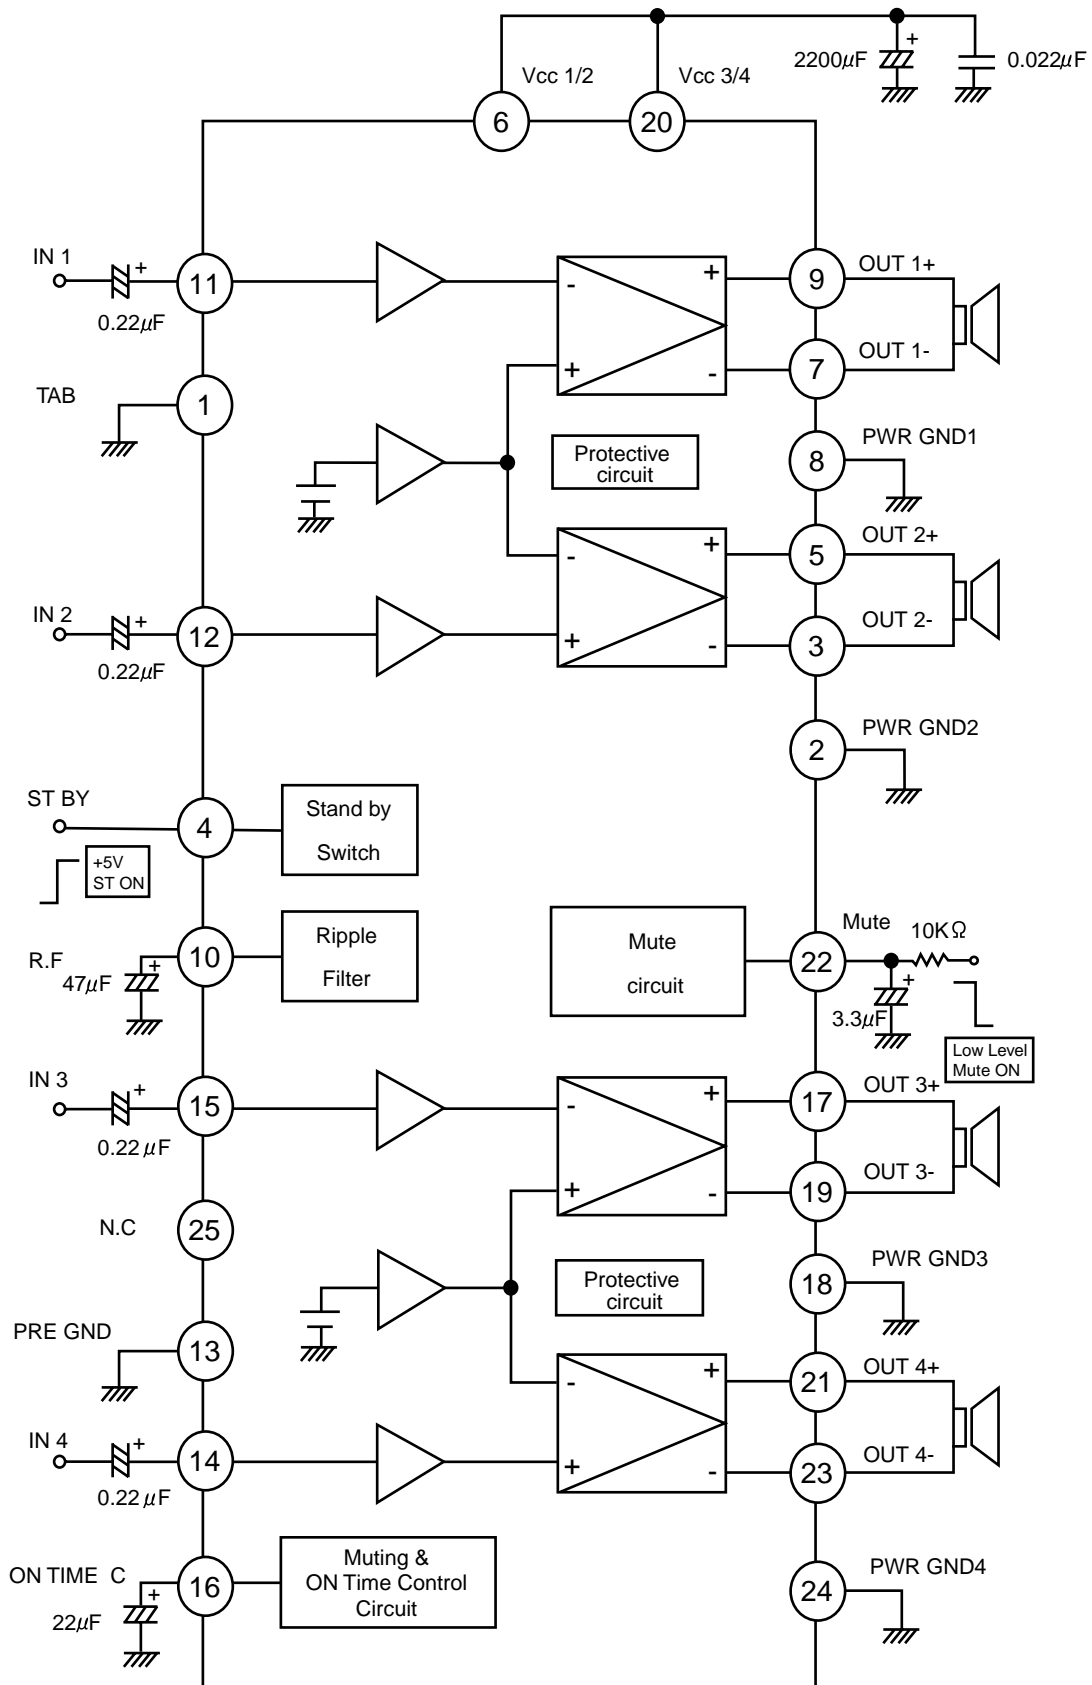 +
2200µF
0.022µF
Vcc 1/2
Vcc 3/4
6
20
IN 1
+
0.22µF
11
-
+
+
-
9
OUT 1+
OUT 1-
7
TAB
1
PWR GND1
8
Protective
circuit
5
OUT 2+
-
+
+
-
IN 2
+
0.22µF
12
OUT 2-
3
PWR GND2
2
ST BY
4
Stand by
Switch
+5V
ST ON
R.F
+
47µF
10
Ripple
Filter
Mute
circuit
22
Mute
10KΩ
+
3.3µF
Low Level
Mute ON
IN 3
+
0.22µF
15
-
+
+
-
17
OUT 3+
OUT 3-
19
N.C
25
PWR GND3
18
Protective
circuit
PRE GND
13
21
OUT 4+
-
+
+
-
IN 4
+
0.22µF
14
OUT 4-
23
ON TIME C
+
22µF
16
Muting &
ON Time Control
Circuit
PWR GND4
24